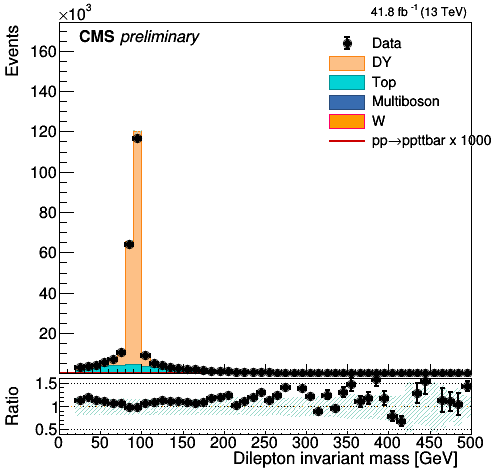 ×10³
41.8 fb⁻¹ (13 TeV)
CMS preliminary
Events
160
140
120
100
80
60
40
20
Data
DY
Top
Multiboson
W
pp→ppttbar x 1000
Ratio
1.5
1
0.5
0 50 100 150 200 250 300 350 400 450 500
Dilepton invariant mass [GeV]